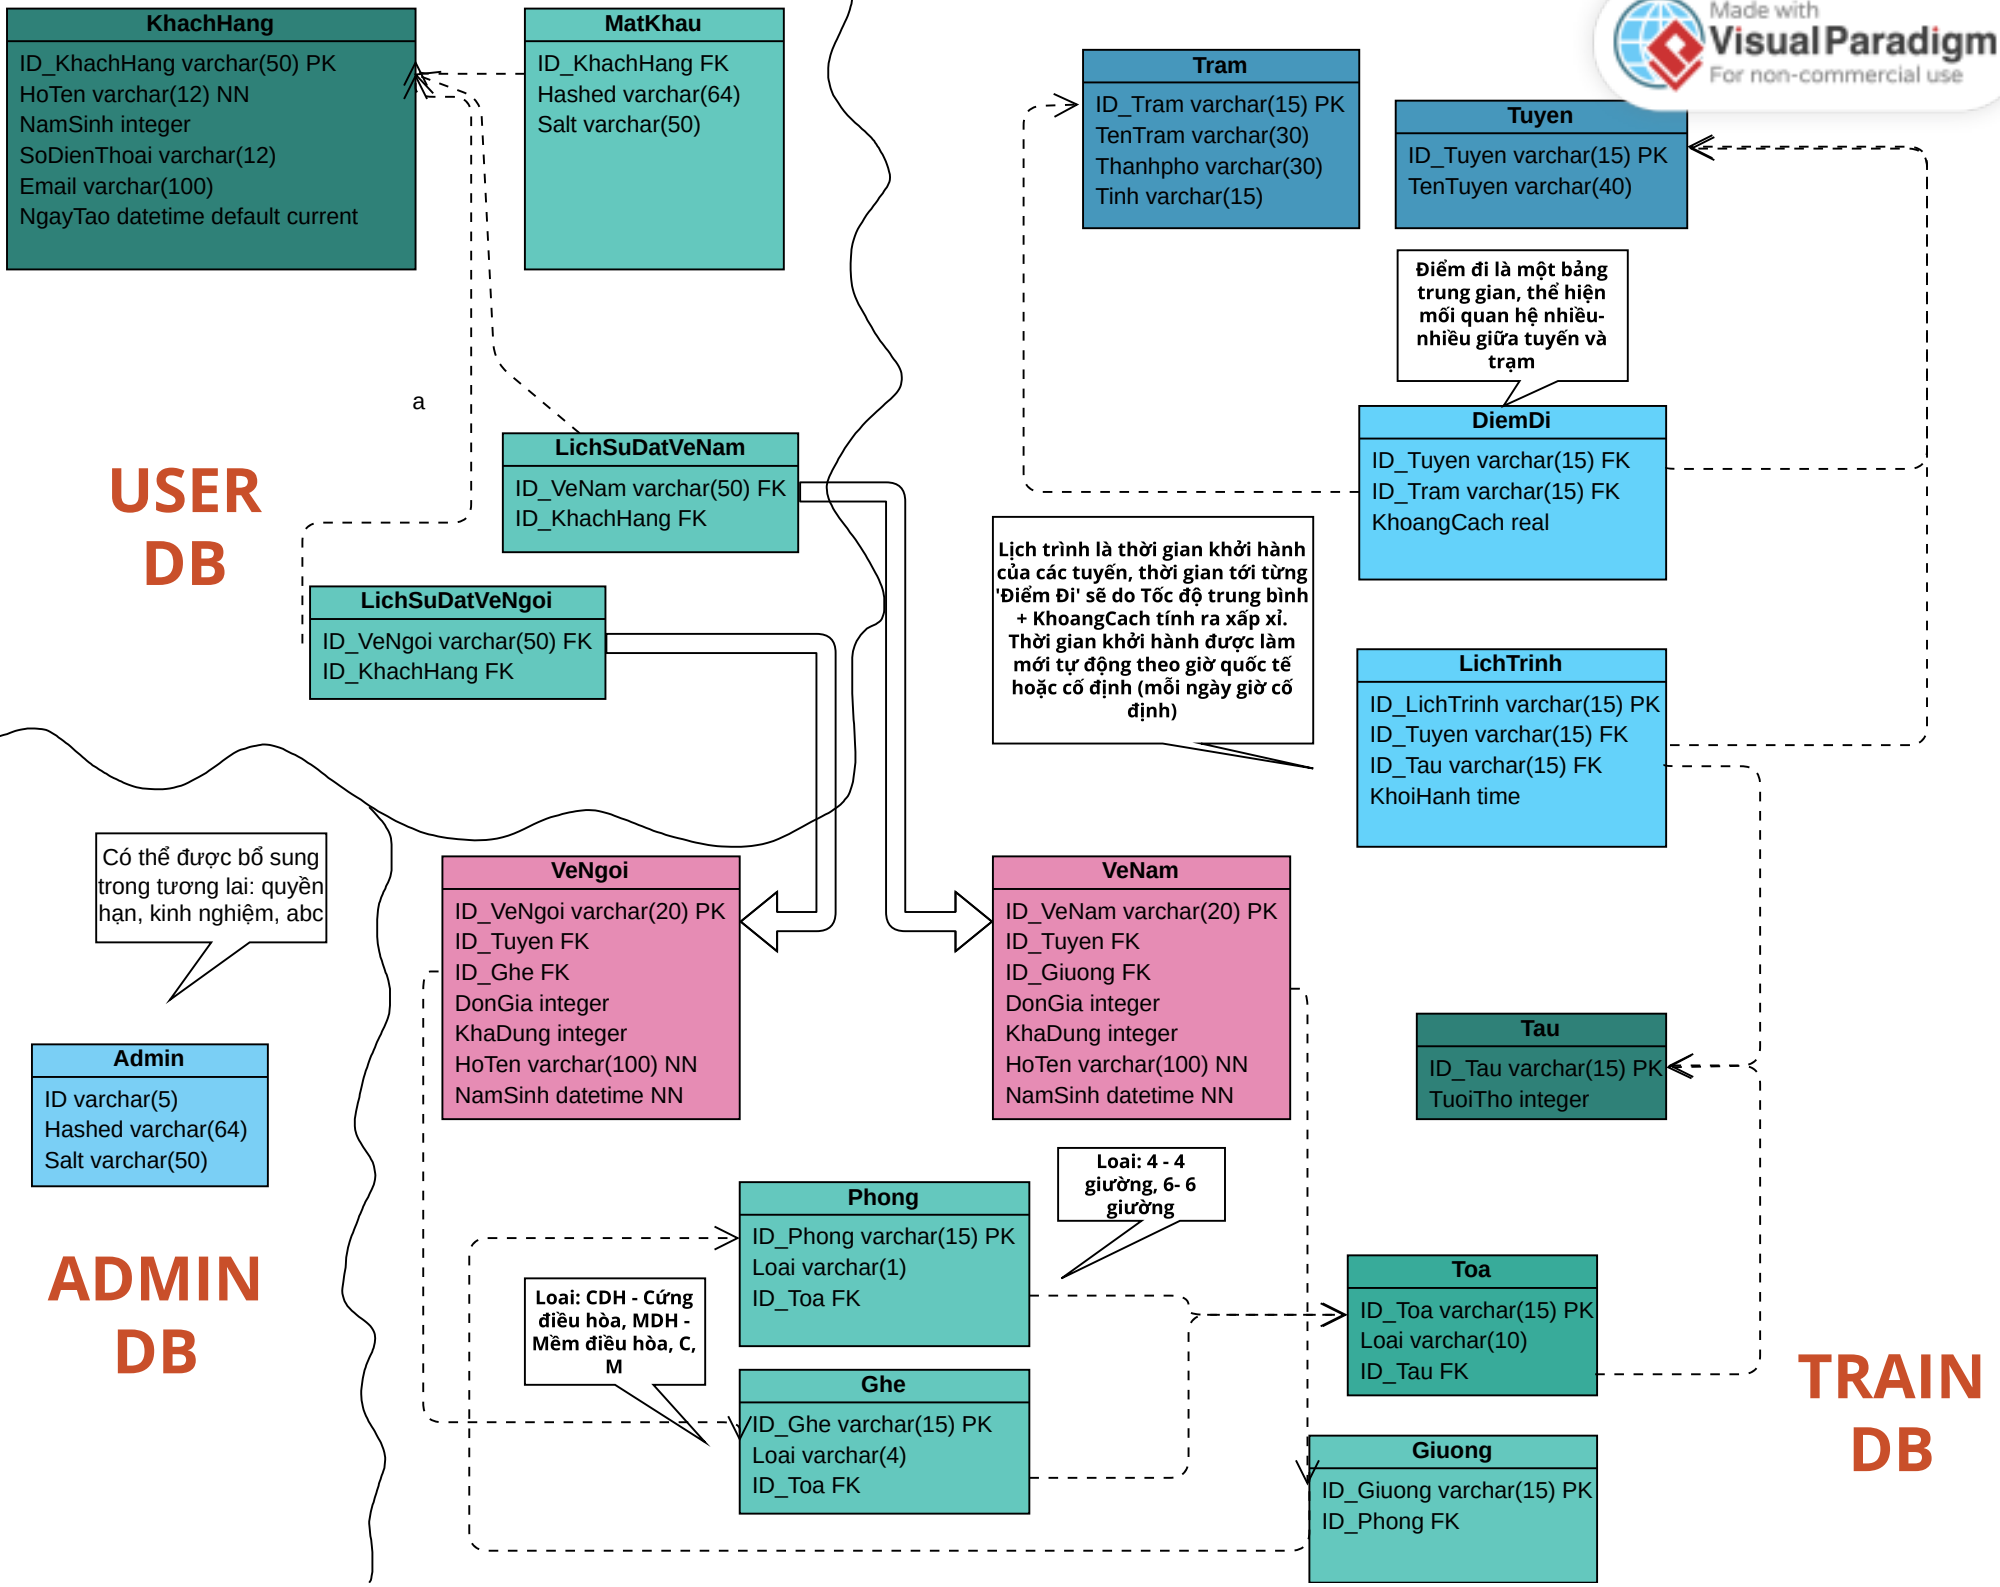 KhachHang
ID_KhachHang varchar(50) PK
HoTen varchar(12) NN
NamSinh integer
SoDienThoai varchar(12)
Email varchar(100)
NgayTao datetime default current
MatKhau
ID_KhachHang FK
Hashed varchar(64)
Salt varchar(50)
Made with
Visual Paradigm
For non-commercial use
Tram
ID_Tram varchar(15) PK
TenTram varchar(30)
Thanhpho varchar(30)
Tinh varchar(15)
Tuyen
ID_Tuyen varchar(15) PK
TenTuyen varchar(40)
Điểm đi là một bảng
trung gian, thể hiện
mối quan hệ nhiều-
nhiều giữa tuyến và
trạm
a
USER
DB
LichSuDatVeNam
ID_VeNam varchar(50) FK
ID_KhachHang FK
LichSuDatVeNgoi
ID_VeNgoi varchar(50) FK
ID_KhachHang FK
DiemDi
ID_Tuyen varchar(15) FK
ID_Tram varchar(15) FK
KhoangCach real
Lịch trình là thời gian khởi hành
của các tuyến, thời gian tới từng
'Điểm Đi' sẽ do Tốc độ trung bình
+ KhoangCach tính ra xấp xỉ.
Thời gian khởi hành được làm
mới tự động theo giờ quốc tế
hoặc cố định (mỗi ngày giờ cố
định)
LichTrinh
ID_LichTrinh varchar(15) PK
ID_Tuyen varchar(15) FK
ID_Tau varchar(15) FK
KhoiHanh time
Có thể được bổ sung
trong tương lai: quyền
hạn, kinh nghiệm, abc
Admin
ID varchar(5)
Hashed varchar(64)
Salt varchar(50)
ADMIN
DB
VeNgoi
ID_VeNgoi varchar(20) PK
ID_Tuyen FK
ID_Ghe FK
DonGia integer
KhaDung integer
HoTen varchar(100) NN
NamSinh datetime NN
VeNam
ID_VeNam varchar(20) PK
ID_Tuyen FK
ID_Giuong FK
DonGia integer
KhaDung integer
HoTen varchar(100) NN
NamSinh datetime NN
Tau
ID_Tau varchar(15) PK
TuoiTho integer
Loai: 4 - 4
giường, 6- 6
giường
Phong
ID_Phong varchar(15) PK
Loai varchar(1)
ID_Toa FK
Loai: CDH - Cứng
điều hòa, MDH -
Mềm điều hòa, C,
M
Ghe
ID_Ghe varchar(15) PK
Loai varchar(4)
ID_Toa FK
Toa
ID_Toa varchar(15) PK
Loai varchar(10)
ID_Tau FK
Giuong
ID_Giuong varchar(15) PK
ID_Phong FK
TRAIN
DB